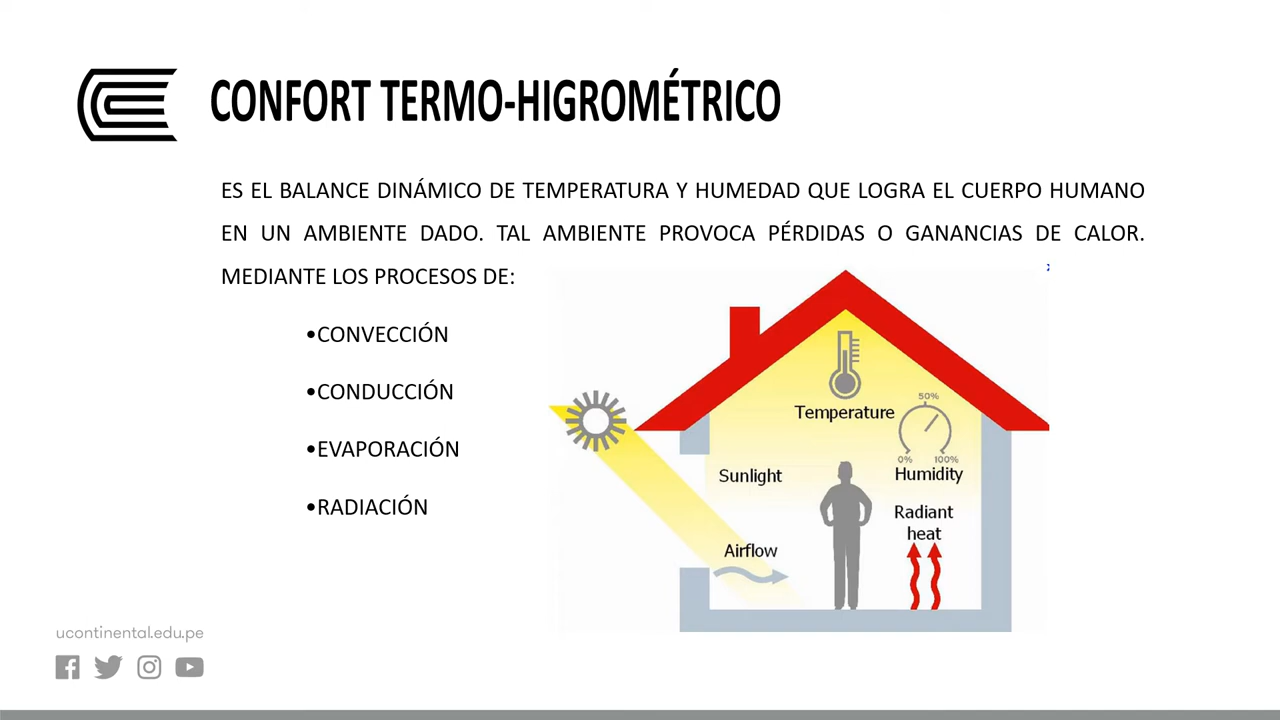 CONFORT TERMO-HIGROMÉTRICO
ES EL BALANCE DINÁMICO DE TEMPERATURA Y HUMEDAD QUE LOGRA EL CUERPO HUMANO
EN UN AMBIENTE DADO. TAL AMBIENTE PROVOCA PÉRDIDAS O GANANCIAS DE CALOR.
MEDIANTE LOS PROCESOS DE:
•CONVECCIÓN
•CONDUCCIÓN
•EVAPORACIÓN
•RADIACIÓN
Temperature
50%
0% 100%
Humidity
Sunlight
Radiant
heat
Airflow
ucontinental.edu.pe